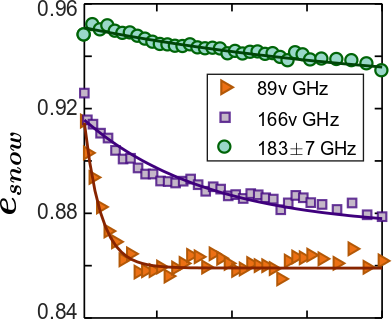 0.96
0.92
0.88
0.84
e_snow
89v GHz
166v GHz
183±7 GHz